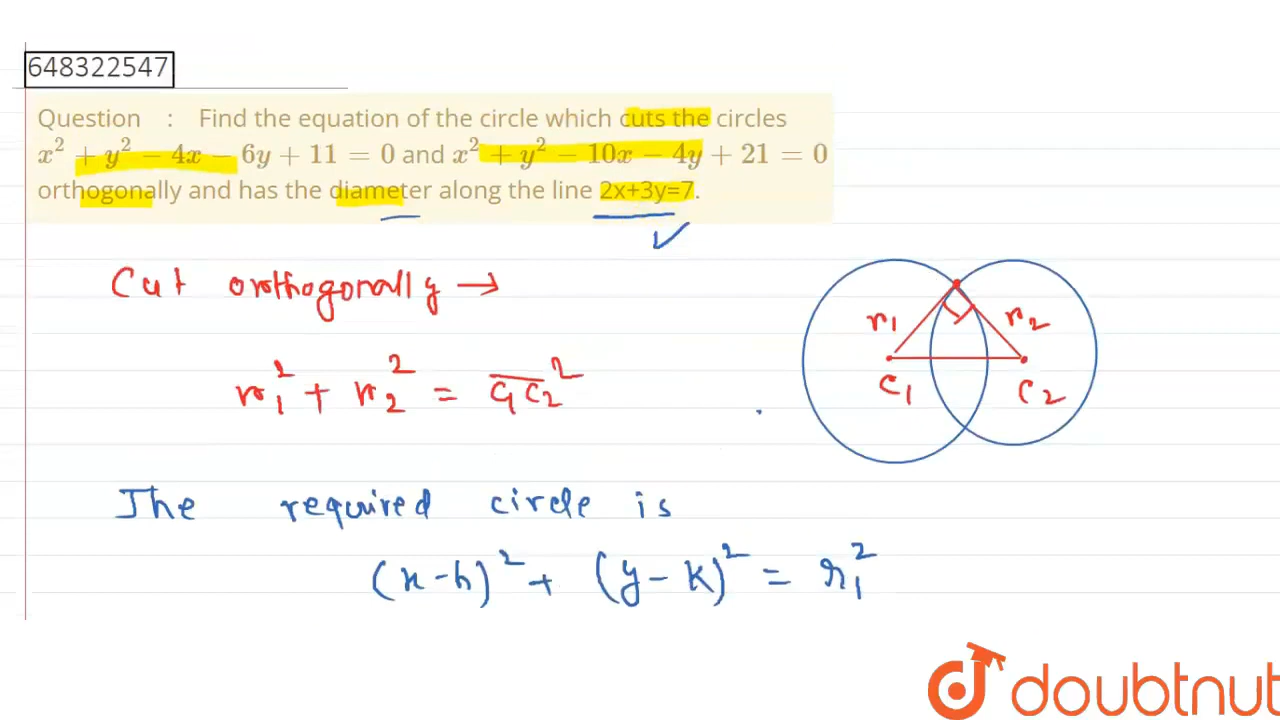 648322547
Question : Find the equation of the circle which cuts the circles
x² + y² − 4x − 6y + 11 = 0 and x² + y² − 10x − 4y + 21 = 0
orthogonally and has the diameter along the line 2x+3y=7.
Cut orthogonally →
r₁² + r₂² = C₁C₂²
r₁ r₂
C₁ C₂
The required circle is
(x-h)² + (y-k)² = r₁²
doubtnut